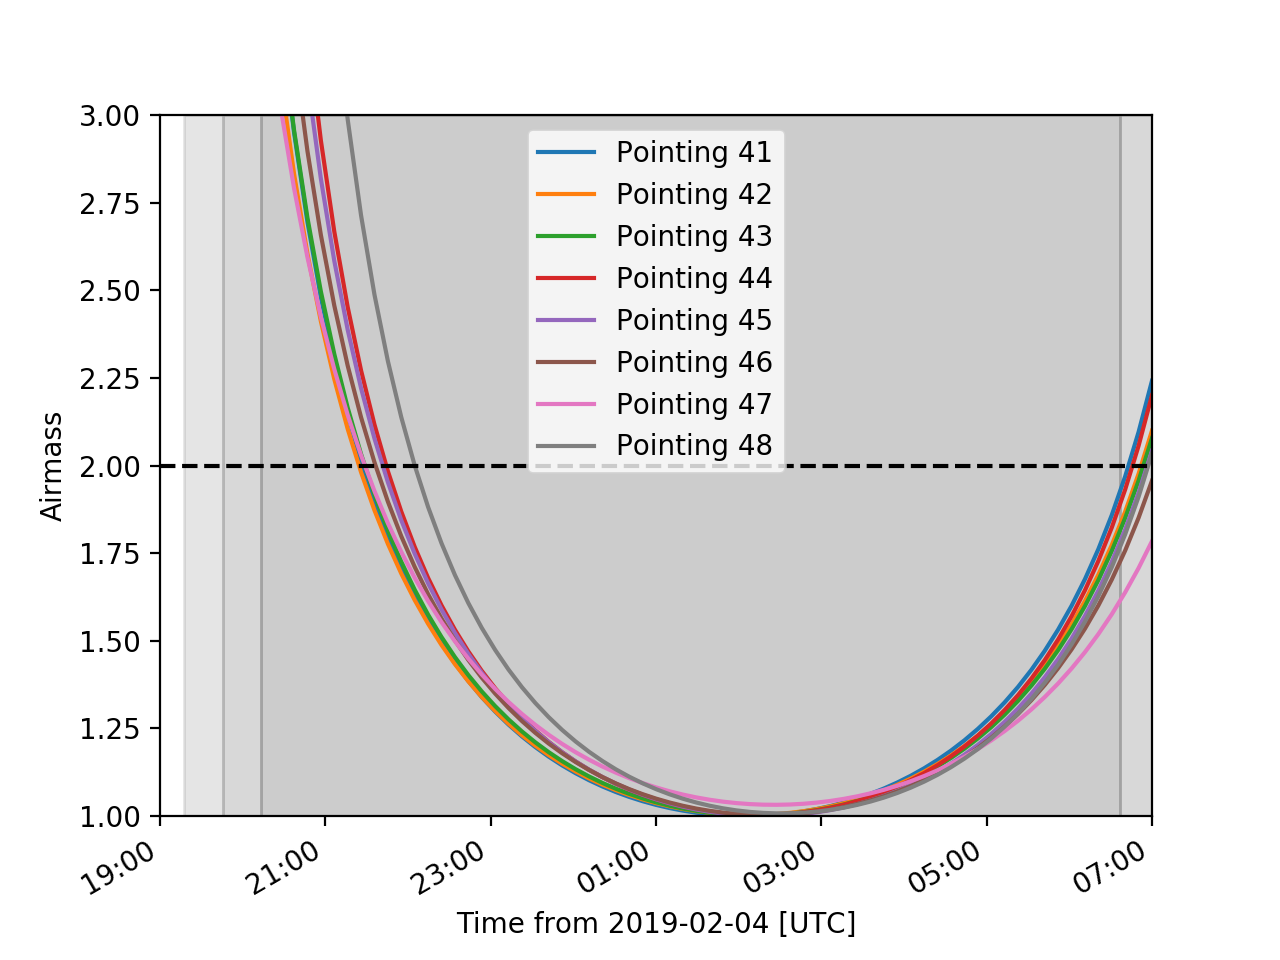 3.00
2.75
2.50
2.25
2.00
1.75
1.50
1.25
1.00
Airmass
Pointing 41
Pointing 42
Pointing 43
Pointing 44
Pointing 45
Pointing 46
Pointing 47
Pointing 48
19:00 21:00 23:00 01:00 03:00 05:00 07:00
Time from 2019-02-04 [UTC]